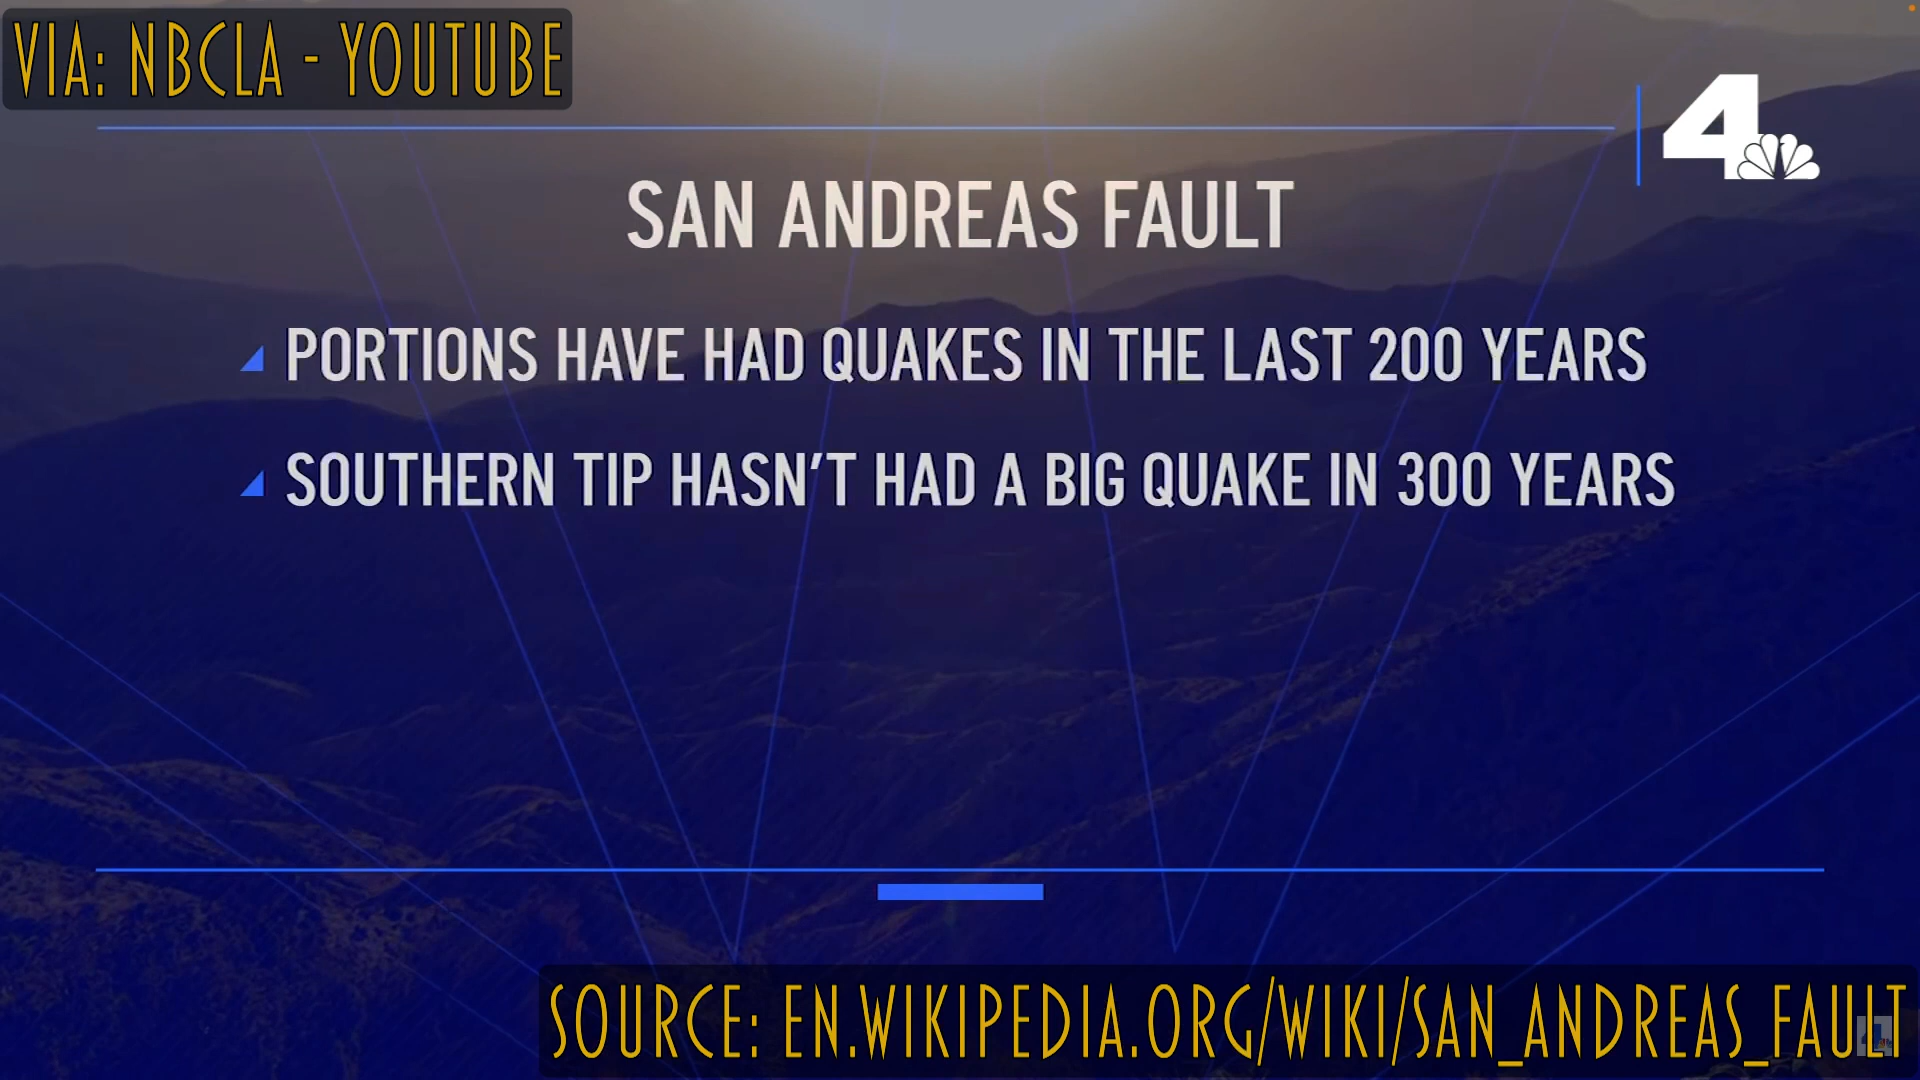 VIA: NBCLA - YOUTUBE
4
SAN ANDREAS FAULT
PORTIONS HAVE HAD QUAKES IN THE LAST 200 YEARS
SOUTHERN TIP HASN'T HAD A BIG QUAKE IN 300 YEARS
SOURCE: EN.WIKIPEDIA.ORG/WIKI/SAN_ANDREAS_FAULT